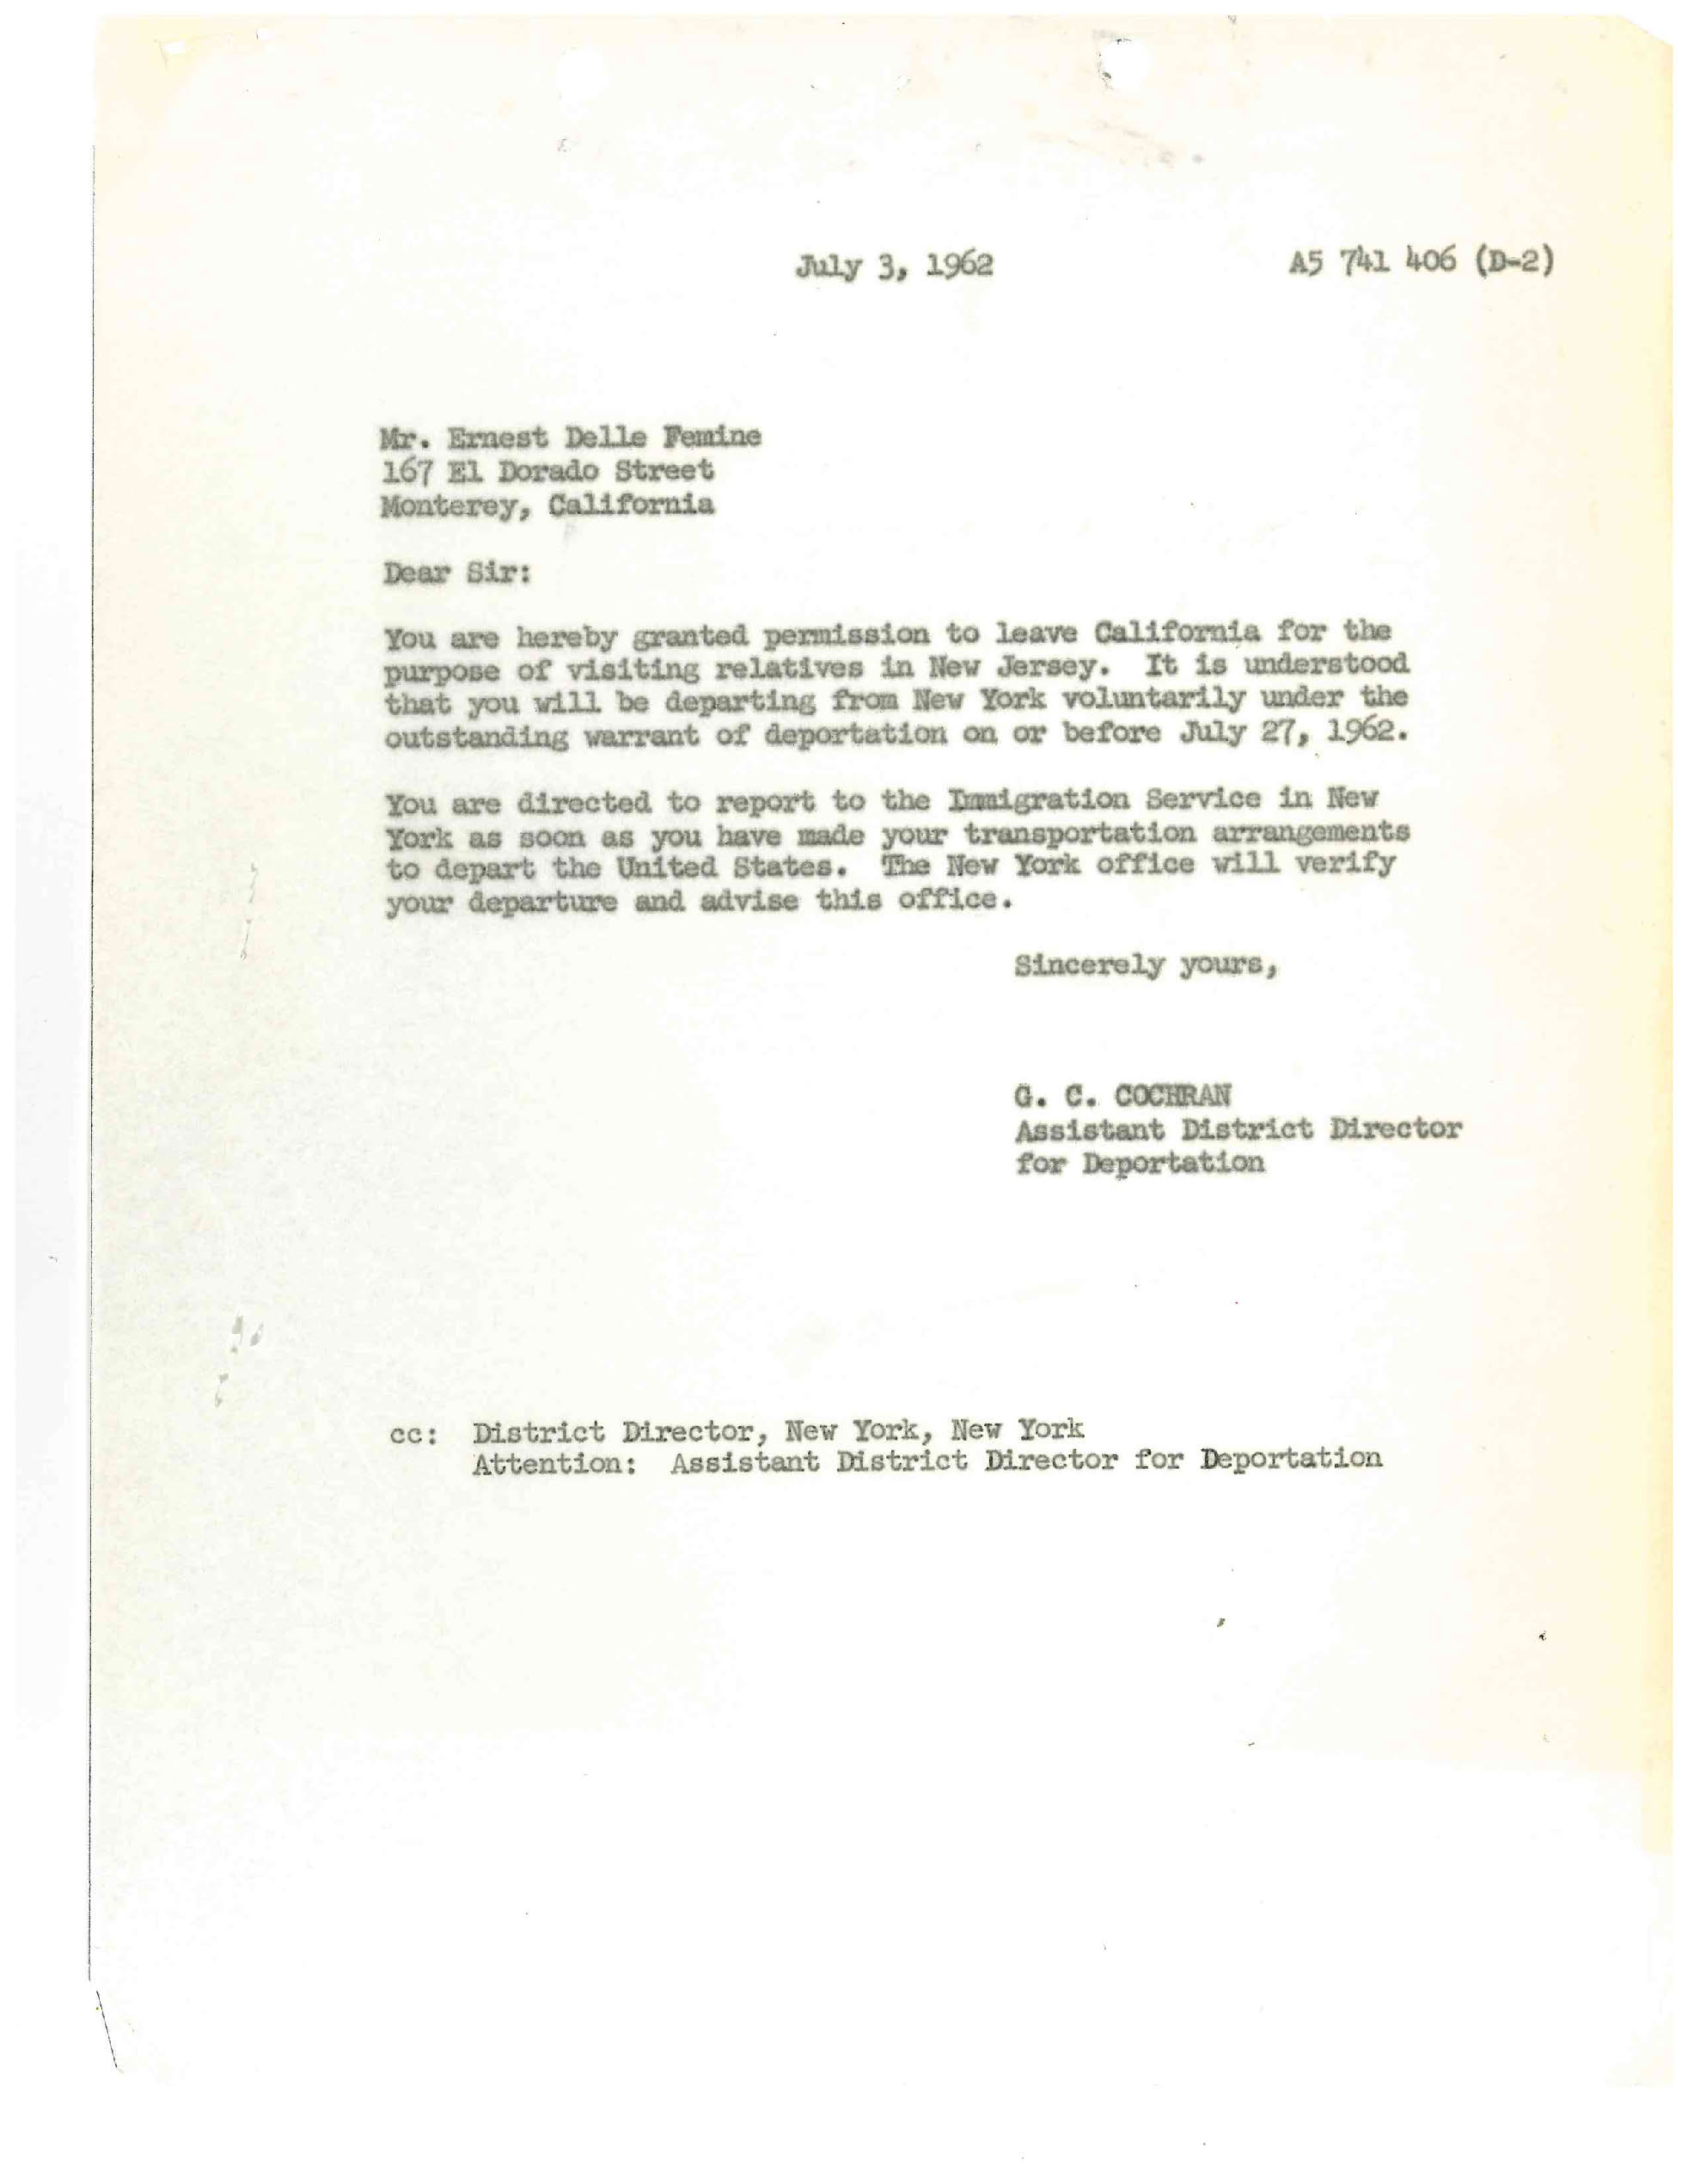 July 3, 1962 A5 741 406 (D-2)
Mr. Ernest Delle Femine
167 El Dorado Street
Monterey, California
Dear Sir:
You are hereby granted permission to leave California for the
purpose of visiting relatives in New Jersey. It is understood
that you will be departing from New York voluntarily under the
outstanding warrant of deportation on or before July 27, 1962.
You are directed to report to the Immigration Service in New
York as soon as you have made your transportation arrangements
to depart the United States. The New York office will verify
your departure and advise this office.
Sincerely yours,
G. C. COCHRAN
Assistant District Director
for Deportation
cc: District Director, New York, New York
Attention: Assistant District Director for Deportation